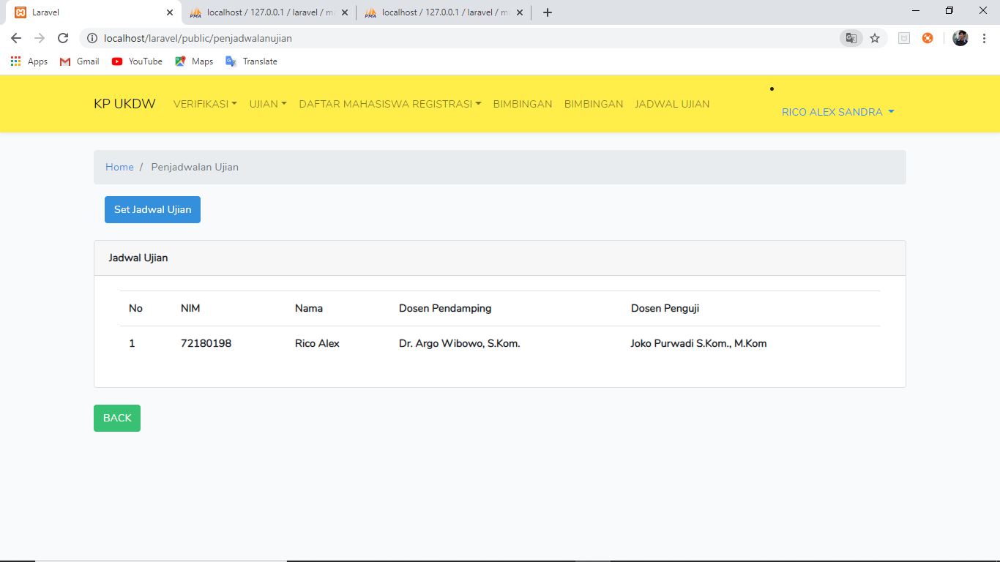 Laravel
localhost / 127.0.0.1 / laravel / m
localhost / 127.0.0.1 / laravel / m
localhost/laravel/public/penjadwalanujian
Apps Gmail YouTube Maps Translate
KP UKDW VERIFIKASI UJIAN DAFTAR MAHASISWA REGISTRASI BIMBINGAN BIMBINGAN JADWAL UJIAN
RICO ALEX SANDRA
Home / Penjadwalan Ujian
Set Jadwal Ujian
Jadwal Ujian
No NIM Nama Dosen Pendamping Dosen Penguji
1 72180198 Rico Alex Dr. Argo Wibowo, S.Kom. Joko Purwadi S.Kom., M.Kom
BACK